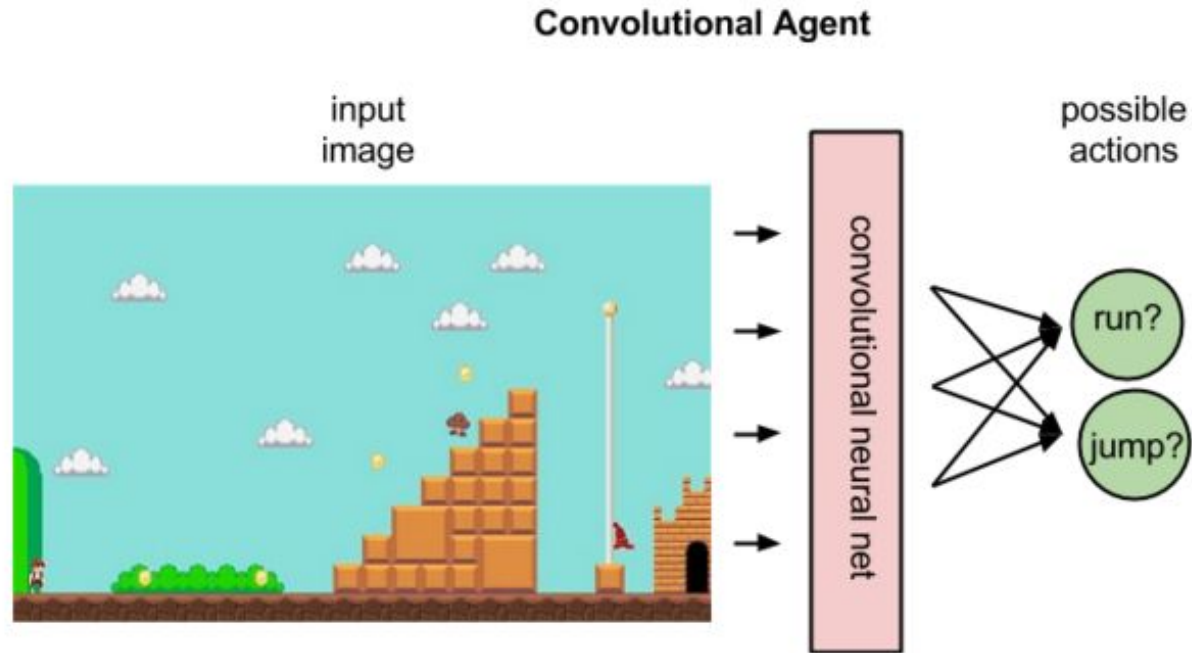 Convolutional Agent
input
image
possible
actions
convolutional neural net
run?
jump?